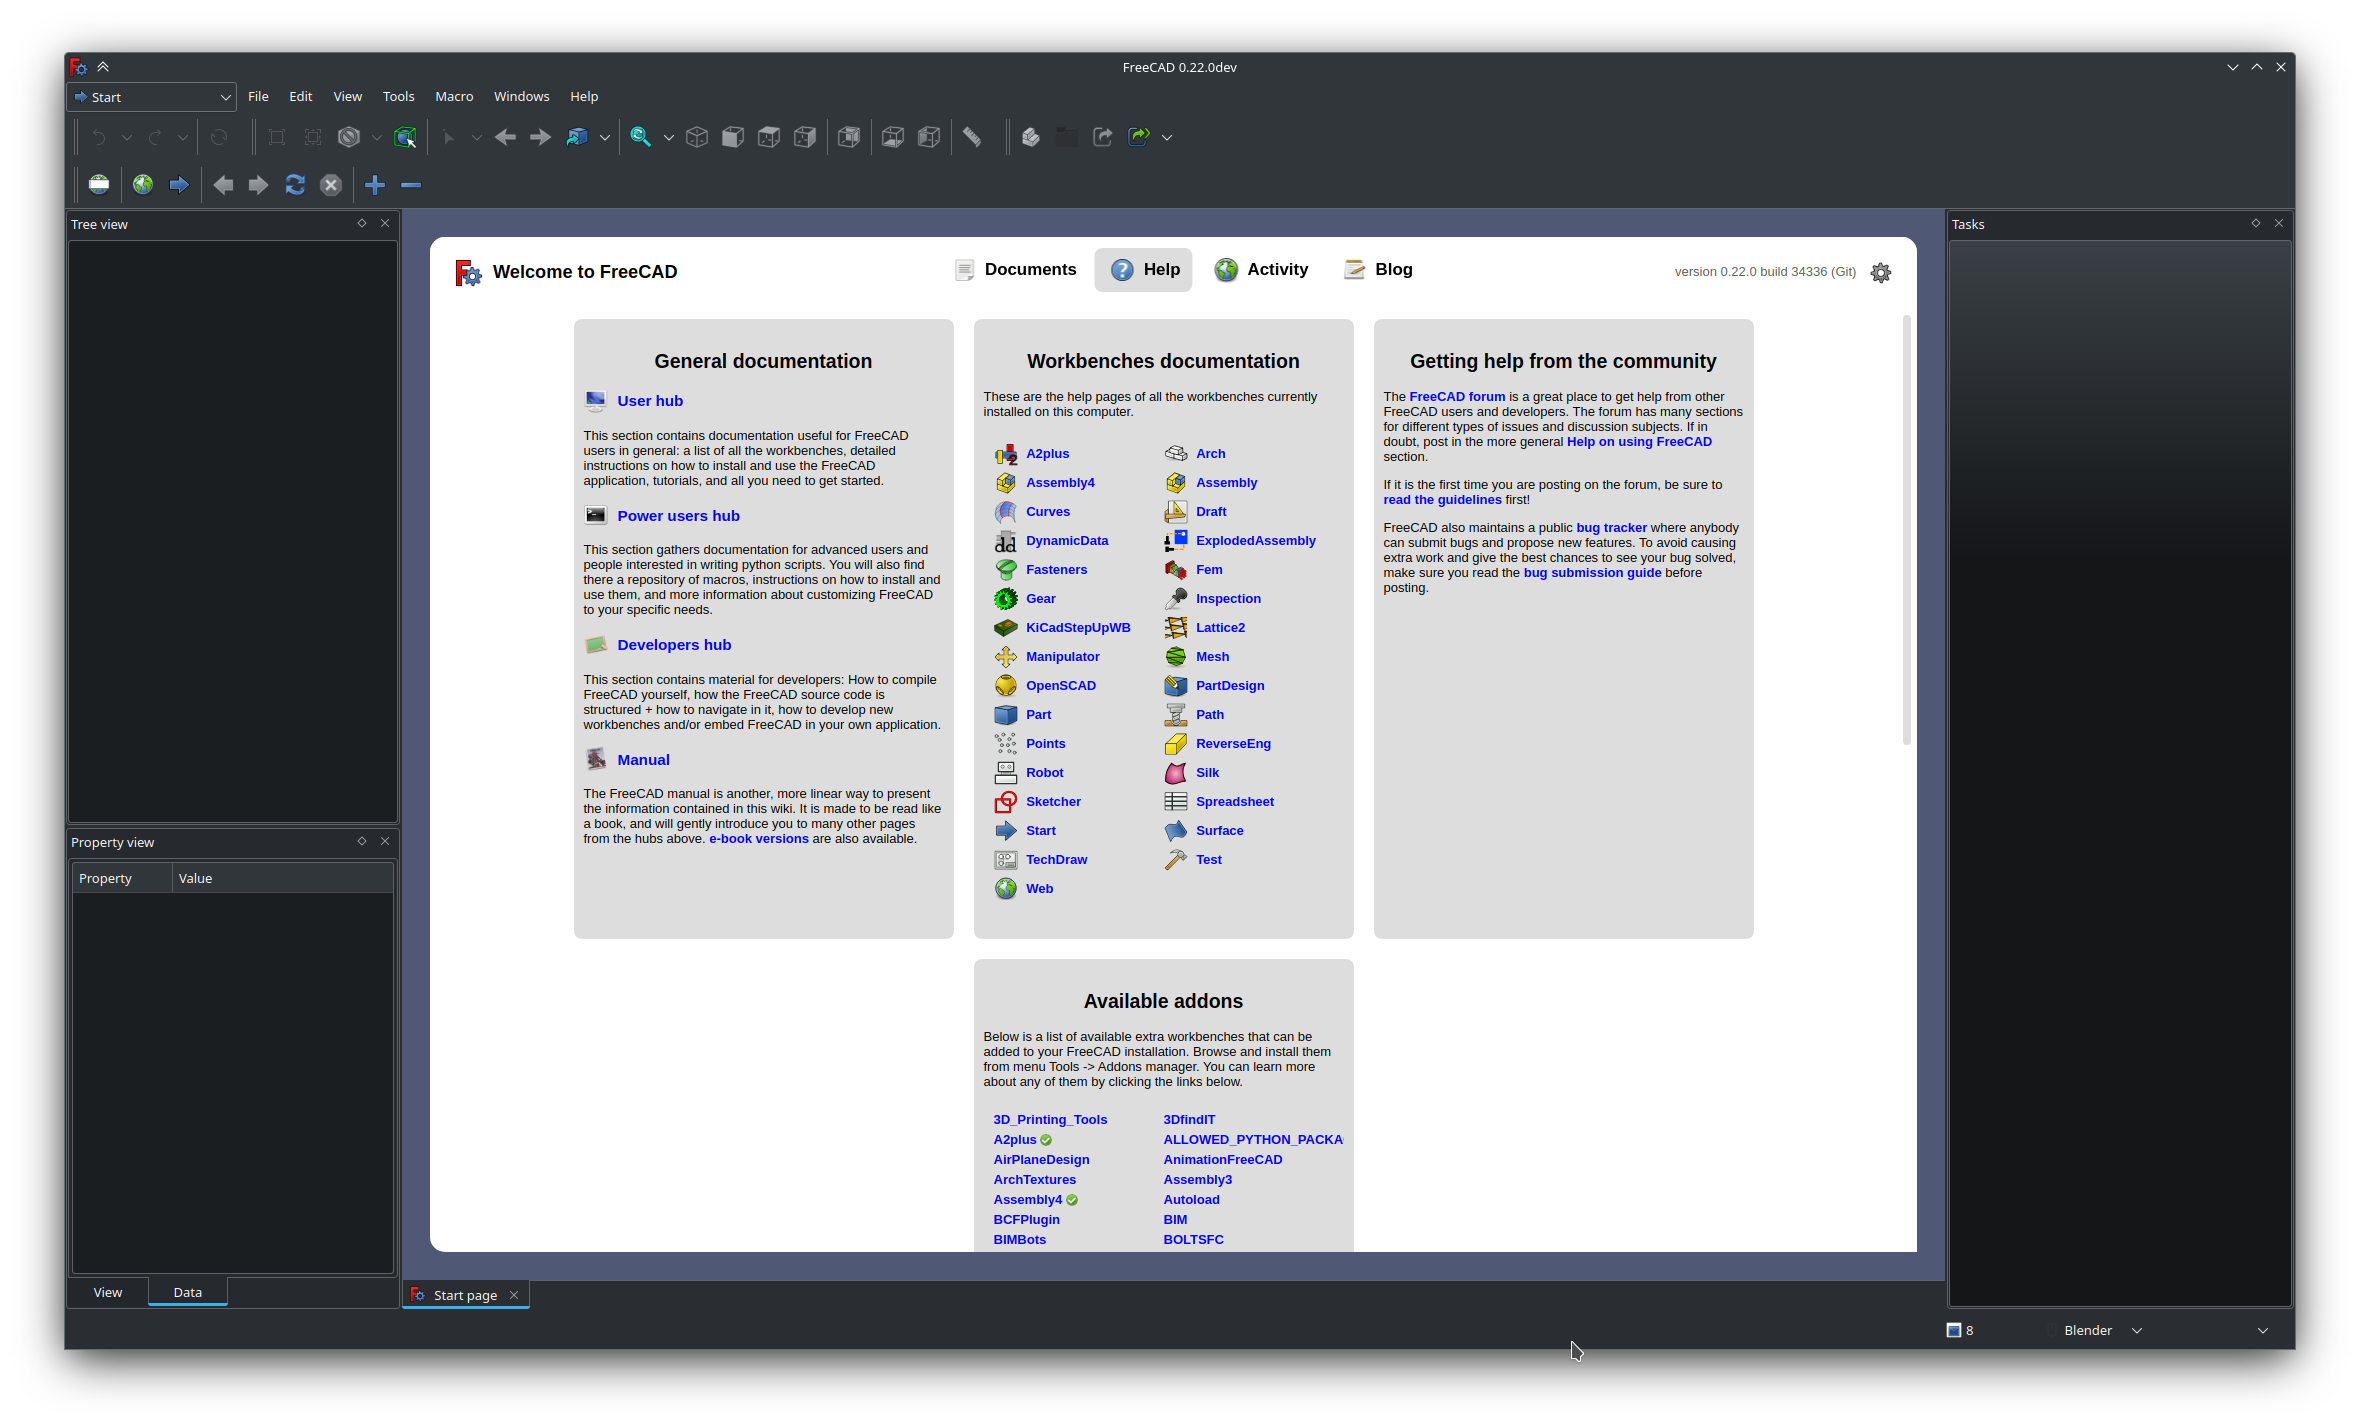 FreeCAD 0.22.0dev
Start
File
Edit
View
Tools
Macro
Windows
Help
Tree view
Property view
Property
Value
View
Data
Welcome to FreeCAD
Documents
Help
Activity
Blog
version 0.22.0 build 34336 (Git)
General documentation
User hub
This section contains documentation useful for FreeCAD
users in general: a list of all the workbenches, detailed
instructions on how to install and use the FreeCAD
application, tutorials, and all you need to get started.
Power users hub
This section gathers documentation for advanced users and
people interested in writing python scripts. You will also find
there a repository of macros, instructions on how to install and
use them, and more information about customizing FreeCAD
to your specific needs.
Developers hub
This section contains material for developers: How to compile
FreeCAD yourself, how the FreeCAD source code is
structured + how to navigate in it, how to develop new
workbenches and/or embed FreeCAD in your own application.
Manual
The FreeCAD manual is another, more linear way to present
the information contained in this wiki. It is made to be read like
a book, and will gently introduce you to many other pages
from the hubs above. e-book versions are also available.
Workbenches documentation
These are the help pages of all the workbenches currently
installed on this computer.
A2plus
Arch
Assembly4
Assembly
Curves
Draft
DynamicData
ExplodedAssembly
Fasteners
Fem
Gear
Inspection
KiCadStepUpWB
Lattice2
Manipulator
Mesh
OpenSCAD
PartDesign
Part
Path
Points
ReverseEng
Robot
Silk
Sketcher
Spreadsheet
Start
Surface
TechDraw
Test
Web
Getting help from the community
The FreeCAD forum is a great place to get help from other
FreeCAD users and developers. The forum has many sections
for different types of issues and discussion subjects. If in
doubt, post in the more general Help on using FreeCAD
section.
If it is the first time you are posting on the forum, be sure to
read the guidelines first!
FreeCAD also maintains a public bug tracker where anybody
can submit bugs and propose new features. To avoid causing
extra work and give the best chances to see your bug solved,
make sure you read the bug submission guide before
posting.
Available addons
Below is a list of available extra workbenches that can be
added to your FreeCAD installation. Browse and install them
from menu Tools -> Addons manager. You can learn more
about any of them by clicking the links below.
3D_Printing_Tools
3DfindIT
A2plus
ALLOWED_PYTHON_PACKA
AirPlaneDesign
AnimationFreeCAD
ArchTextures
Assembly3
Assembly4
Autoload
BCFPlugin
BIM
BIMBots
BOLTSFC
Start page
Tasks
8
Blender